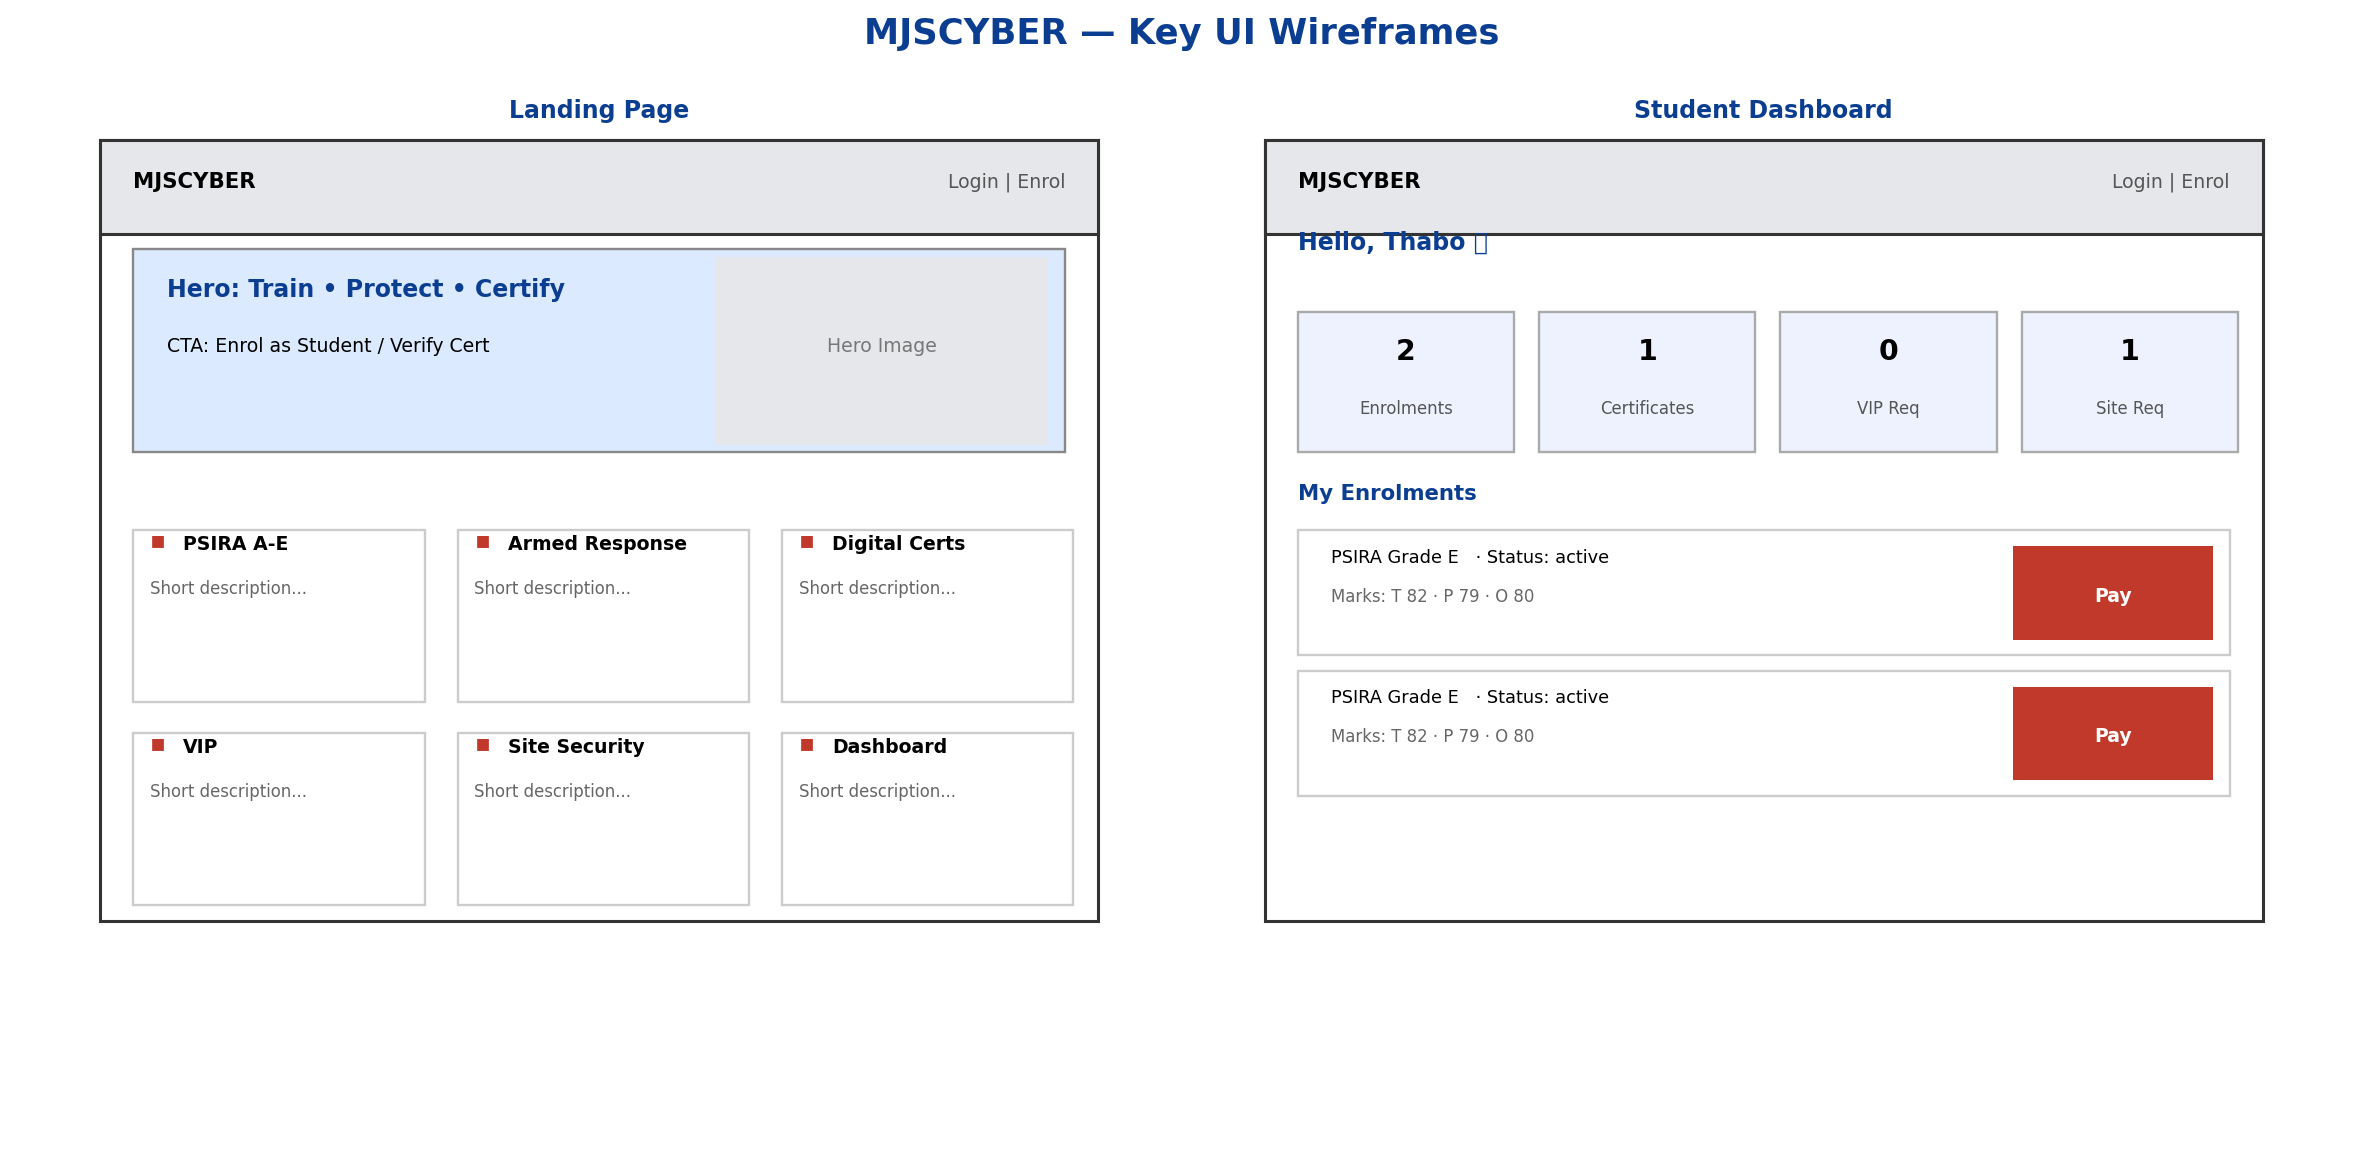 MJSCYBER — Key UI Wireframes
Landing Page
MJSCYBER
Login | Enrol
Hero: Train • Protect • Certify
CTA: Enrol as Student / Verify Cert
Hero Image
PSIRA A-E
Short description...
Armed Response
Short description...
Digital Certs
Short description...
VIP
Short description...
Site Security
Short description...
Dashboard
Short description...
Student Dashboard
MJSCYBER
Login | Enrol
Hello, Thabo
2
Enrolments
1
Certificates
0
VIP Req
1
Site Req
My Enrolments
PSIRA Grade E · Status: active
Marks: T 82 · P 79 · O 80
Pay
PSIRA Grade E · Status: active
Marks: T 82 · P 79 · O 80
Pay